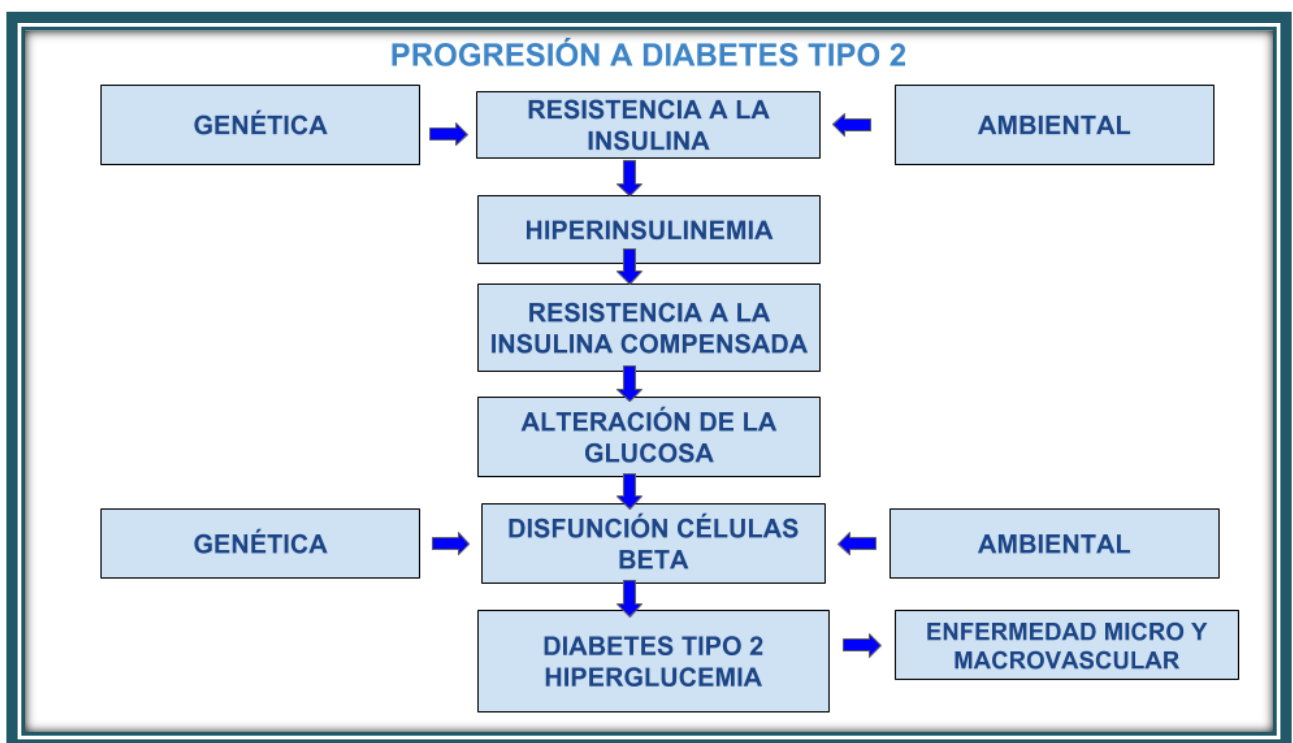 PROGRESIÓN A DIABETES TIPO 2
GENÉTICA
RESISTENCIA A LA
INSULINA
AMBIENTAL
HIPERINSULINEMIA
RESISTENCIA A LA
INSULINA COMPENSADA
ALTERACIÓN DE LA
GLUCOSA
GENÉTICA
DISFUNCIÓN CÉLULAS
BETA
AMBIENTAL
DIABETES TIPO 2
HIPERGLUCEMIA
ENFERMEDAD MICRO Y
MACROVASCULAR